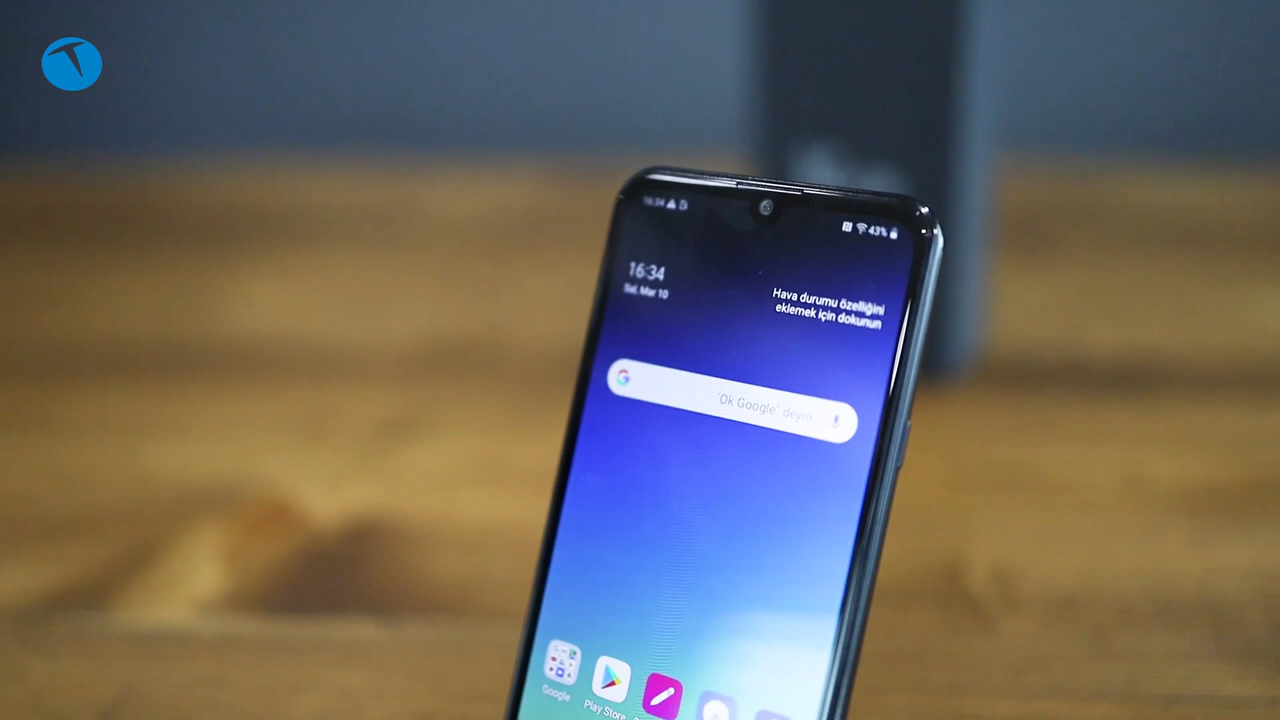 16:34
43%
16:34
Sal, Mar 10
Hava durumu özelliğini
eklemek için dokunun
"Ok Google" deyin
Google
Play Store